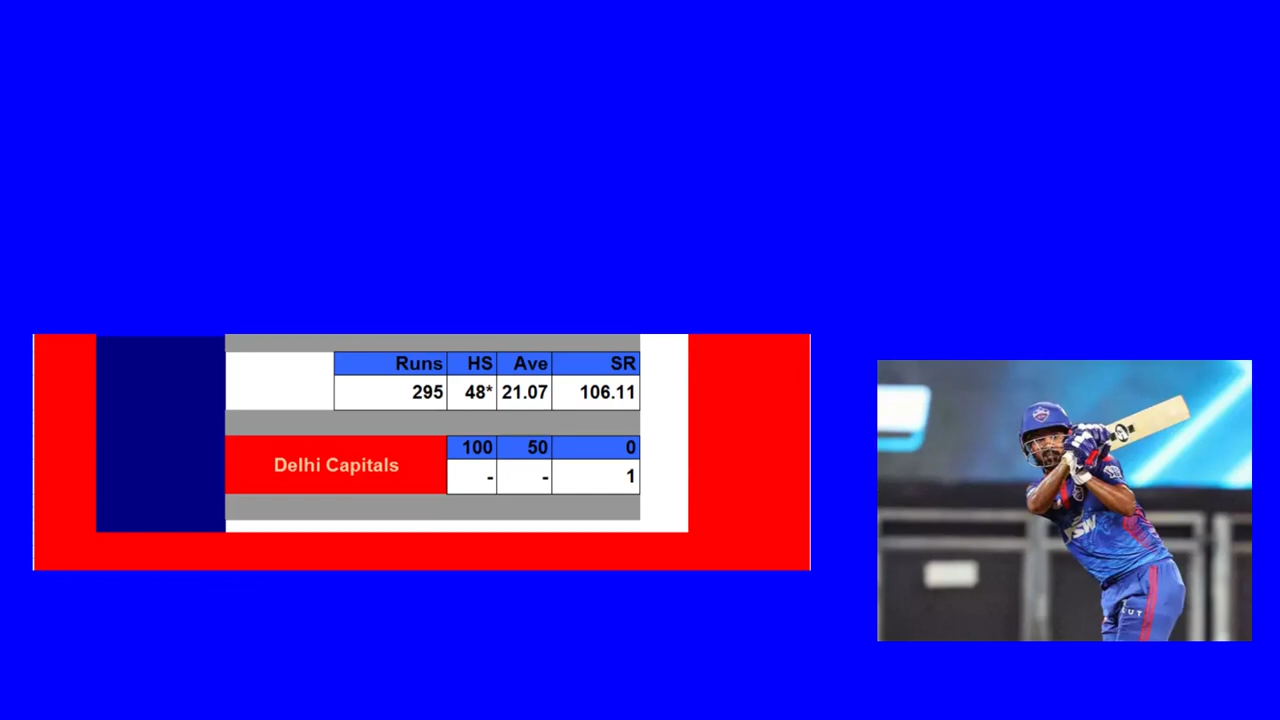 Runs HS Ave SR
295 48* 21.07 106.11
Delhi Capitals
100 50 0
- - 1